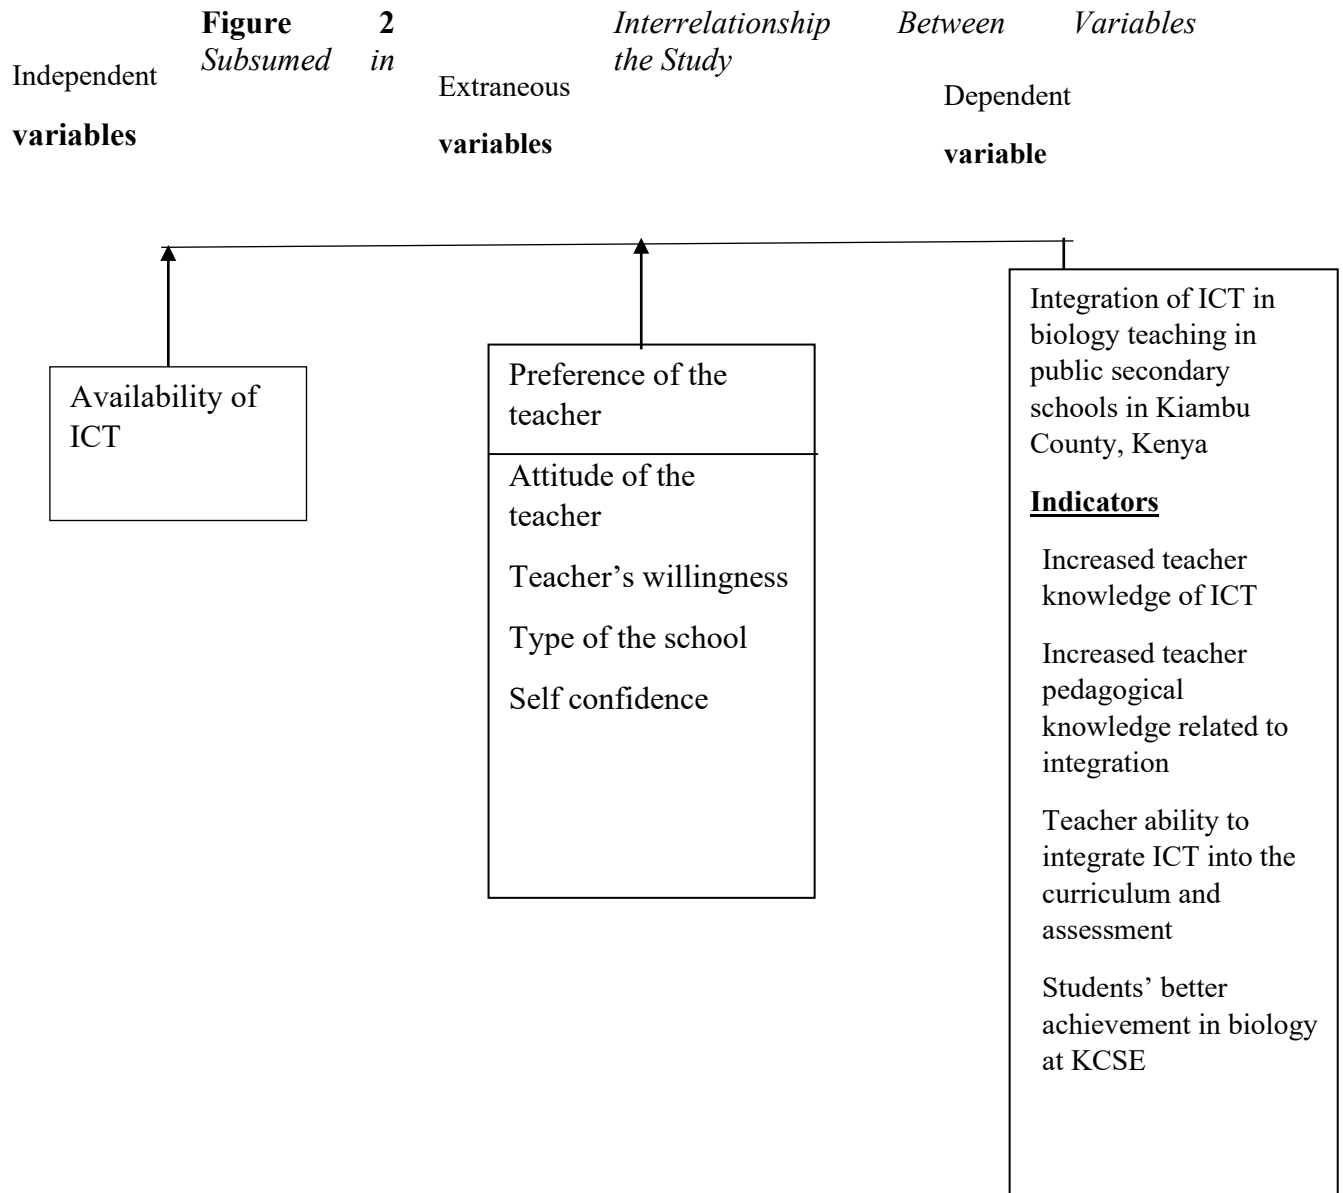 Figure 2 Interrelationship Between Variables
Subsumed in the Study
Independent
variables
Extraneous
variables
Dependent
variable
Availability of
ICT
Preference of the
teacher
Attitude of the
teacher
Teacher’s willingness
Type of the school
Self confidence
Integration of ICT in
biology teaching in
public secondary
schools in Kiambu
County, Kenya
Indicators
Increased teacher
knowledge of ICT
Increased teacher
pedagogical
knowledge related to
integration
Teacher ability to
integrate ICT into the
curriculum and
assessment
Students’ better
achievement in biology
at KCSE